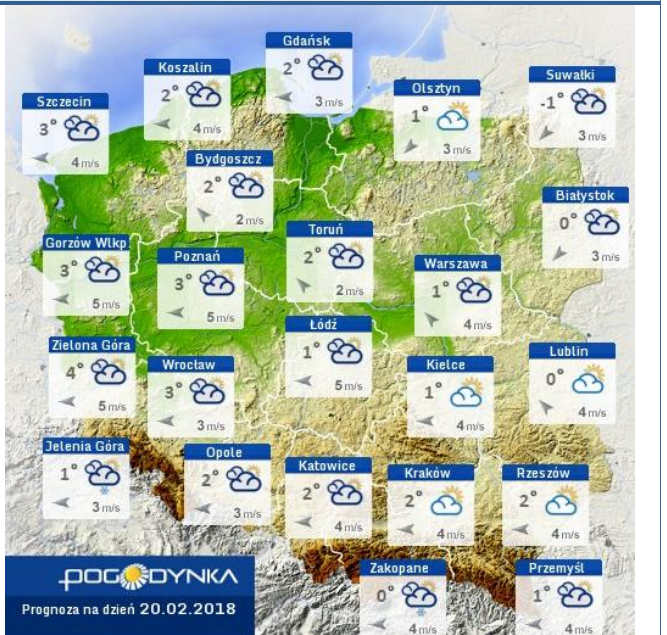 Gdańsk
2°
3 m/s
Koszalin
2°
4 m/s
Suwałki
-1°
3 m/s
Olsztyn
1°
3 m/s
Szczecin
3°
4 m/s
Bydgoszcz
2°
2 m/s
Białystok
0°
3 m/s
Toruń
2°
2 m/s
Gorzów Wlkp
3°
5 m/s
Poznań
3°
5 m/s
Warszawa
1°
4 m/s
Łódź
1°
5 m/s
Zielona Góra
4°
5 m/s
Wrocław
3°
3 m/s
Kielce
1°
4 m/s
Lublin
0°
4 m/s
Jelenia Góra
1°
3 m/s
Opole
2°
3 m/s
Katowice
2°
4 m/s
Kraków
2°
4 m/s
Rzeszów
2°
4 m/s
Zakopane
0°
4 m/s
Przemyśl
1°
4 m/s
POGODYNKA
Prognoza na dzień 20.02.2018